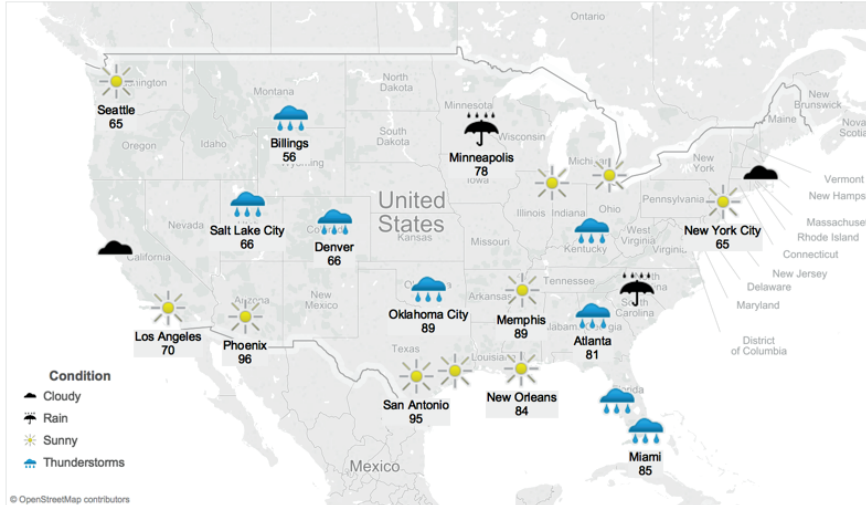 Ontario
Washington
North
Dakota
Montana
Minnesota
New
Brunswick
Maine
Nova
Scotia
Seattle
65
Oregon
Idaho
Billings
56
Wyoming
South
Dakota
Minneapolis
78
Wisconsin
Iowa
Michigan
New
York
Vermont
New Hamps
Massachuset
Rhode Island
Connecticut
New Jersey
Delaware
Maryland
District
of Columbia
Nevada
Salt Lake City
66
Denver
66
United
States
Kansas
Missouri
Illinois
Indiana
Ohio
Pennsylvania
West
Virginia
Virginia
Kentucky
New York City
65
California
Los Angeles
70
Arizona
Phoenix
96
New
Mexico
Oklahoma City
89
Arkansas
Tennessee
Memphis
89
South
Carolina
Atlanta
81
Texas
San Antonio
95
Louisiana
New Orleans
84
Florida
Miami
85
Mexico
Condition
Cloudy
Rain
Sunny
Thunderstorms
© OpenStreetMap contributors